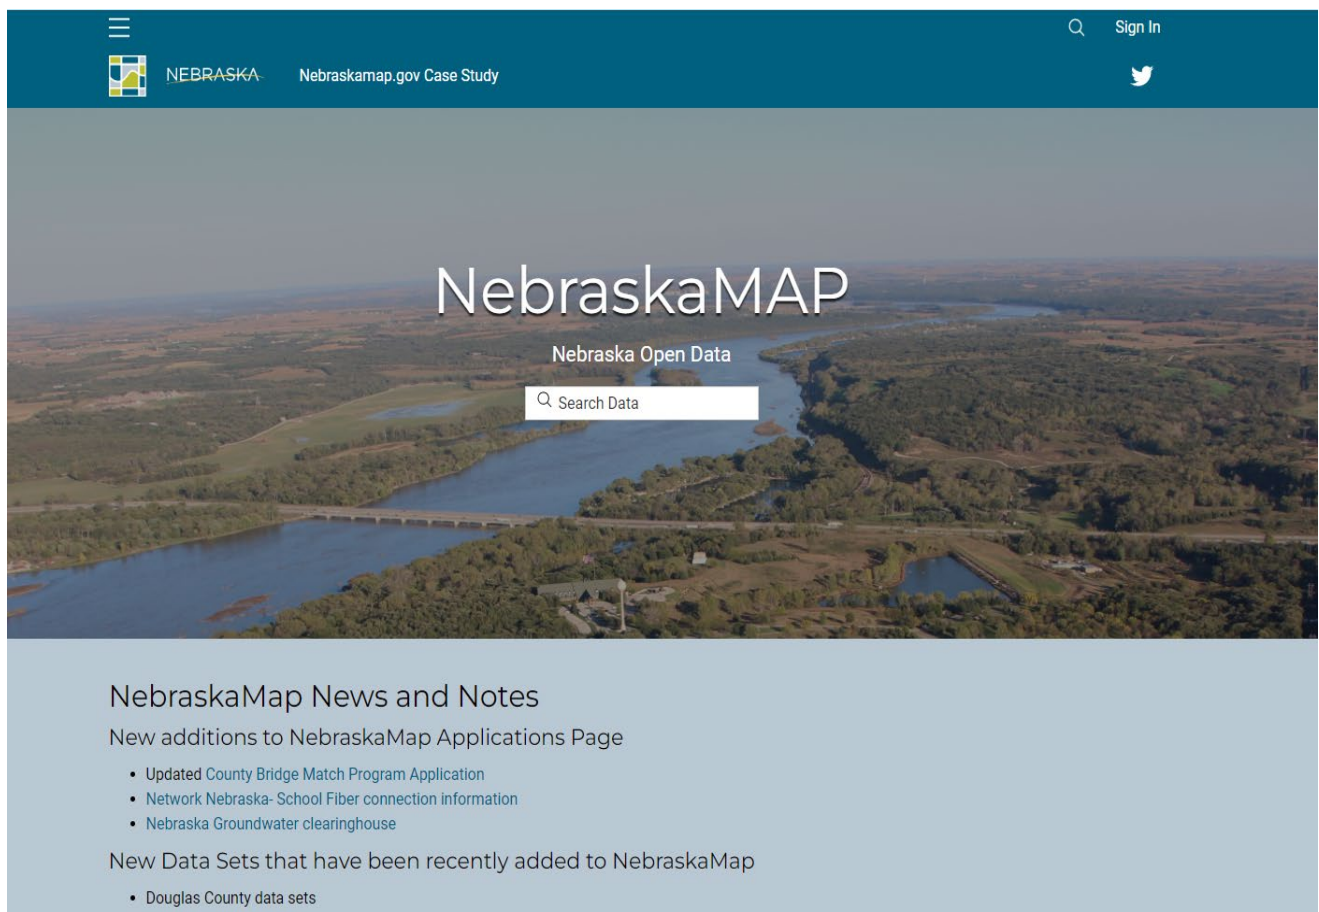 Sign In
NEBRASKA
Nebraskamap.gov Case Study
NebraskaMAP
Nebraska Open Data
Search Data
NebraskaMap News and Notes
New additions to NebraskaMap Applications Page
• Updated County Bridge Match Program Application
• Network Nebraska- School Fiber connection information
• Nebraska Groundwater clearinghouse
New Data Sets that have been recently added to NebraskaMap
• Douglas County data sets